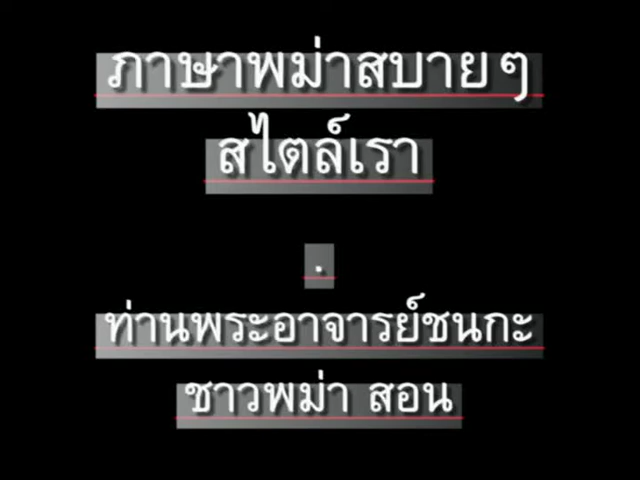 ภาษาพม่าสบายๆ
สไตล์เรา
.
ท่านพระอาจารย์ชนกะ
ชาวพม่า สอน